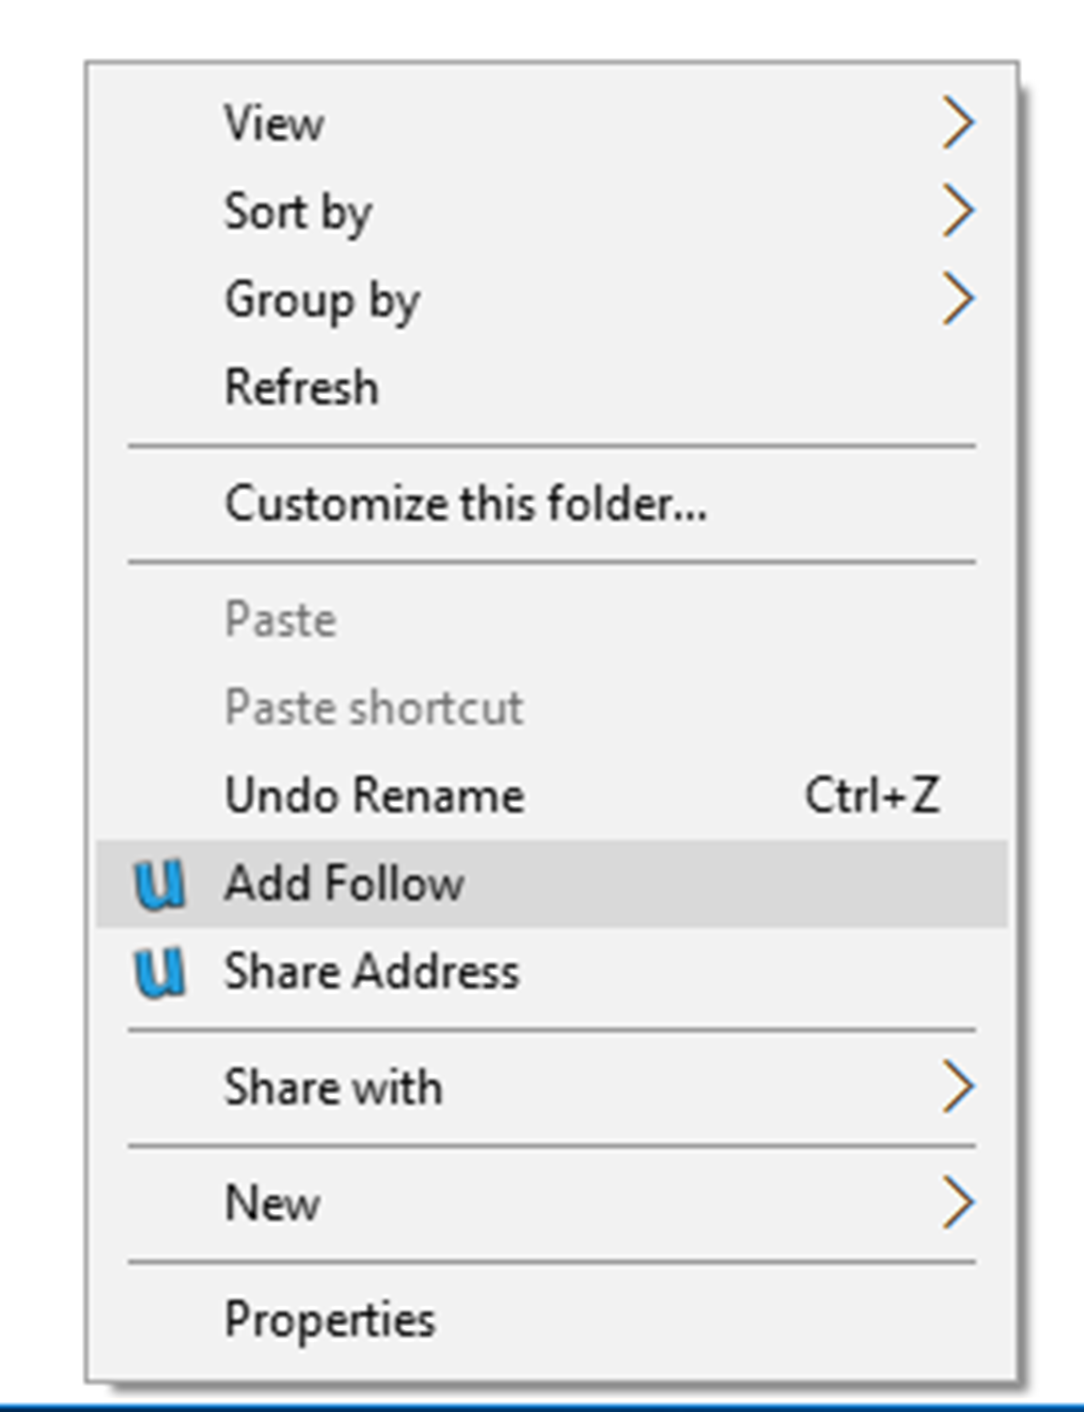 View
Sort by
Group by
Refresh
Customize this folder...
Paste
Paste shortcut
Undo Rename Ctrl+Z
u Add Follow
u Share Address
Share with
New
Properties